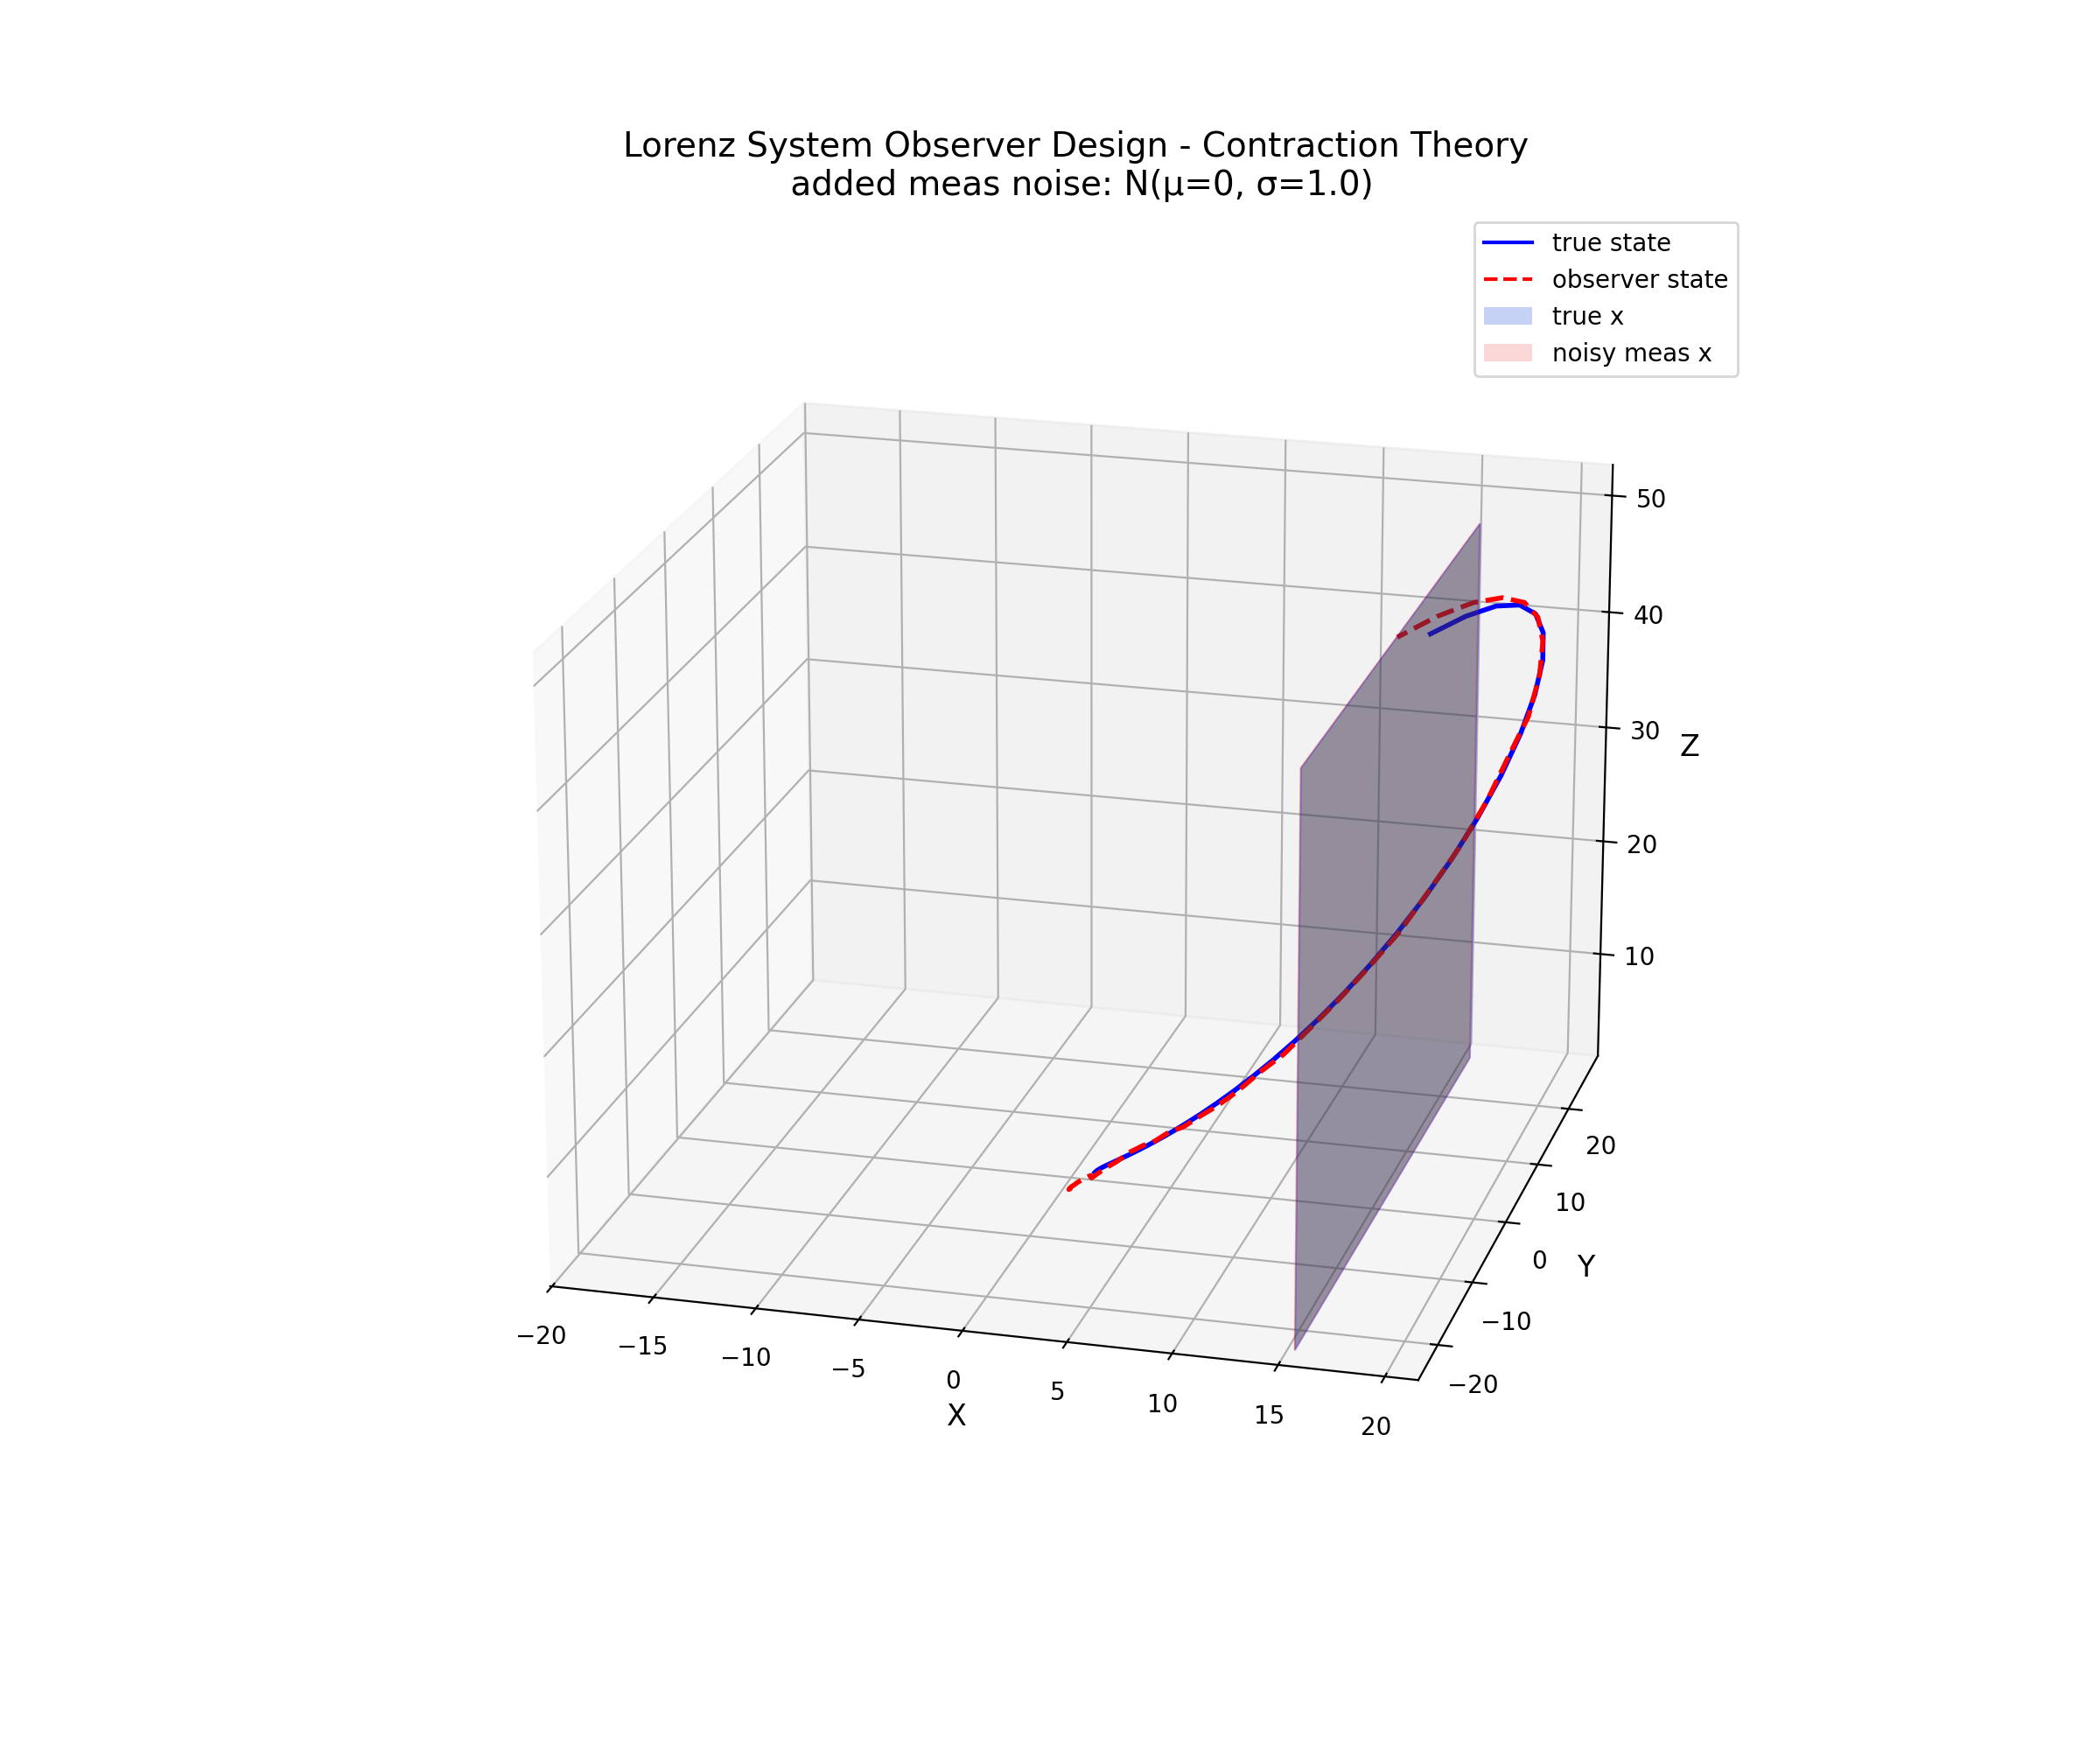 Lorenz System Observer Design - Contraction Theory
added meas noise: N(μ=0, σ=1.0)
true state
observer state
true x
noisy meas x
50
40
30
Z
20
10
20
10
0
Y
−10
−20
−20
−15
−10
−5
0
5
10
15
20
X